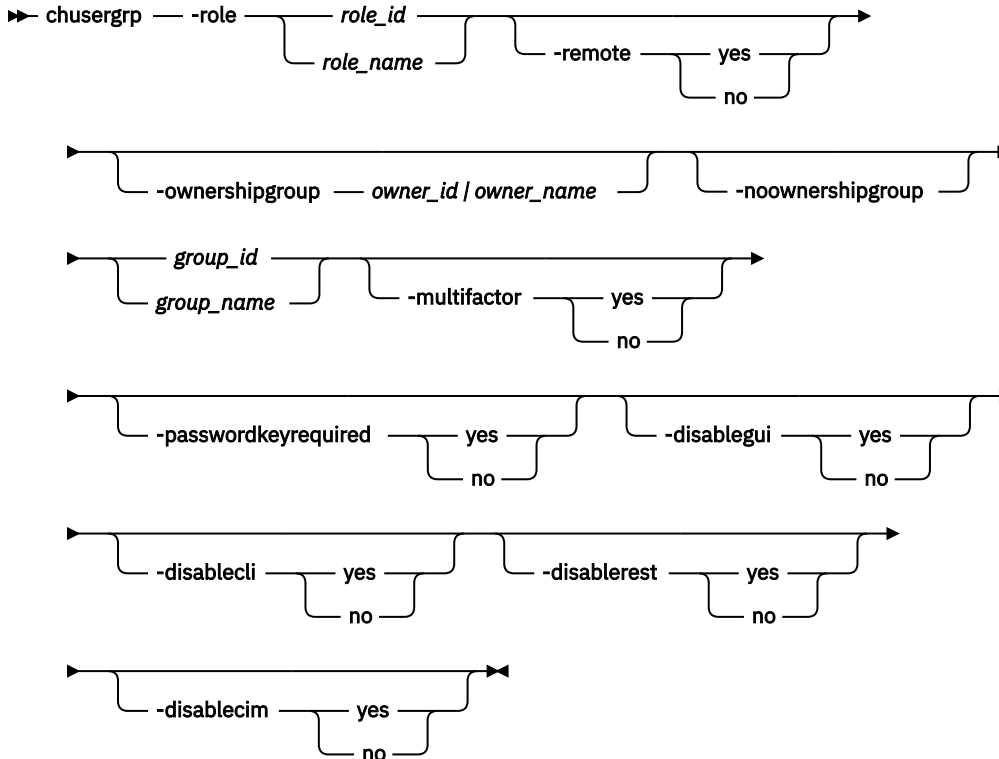 chusergrp -role role_id -remote yes
role_name no
-ownershipgroup owner_id / owner_name -noownershipgroup
group_id -multifactor yes
group_name no
-passwordkeyrequired yes -disablegui yes
no no
-disablecli yes -disablerest yes
no no
-disablecim yes
no